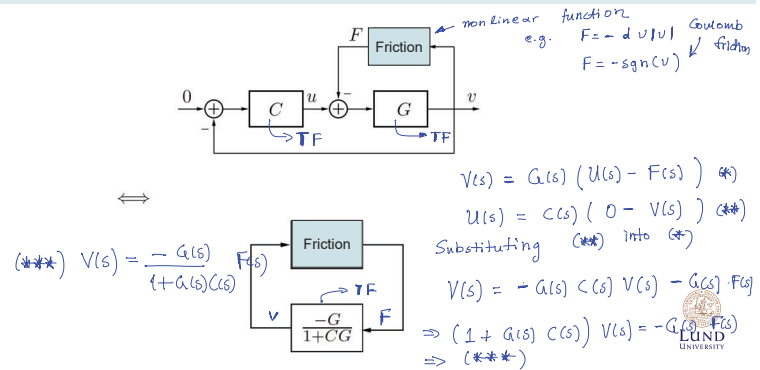 non linear function
e.g. F = - d v|v| Coulomb friction
F = -sgn(v)
F
Friction
-
0
+
C
u
+
G
v
-
→ TF
→ TF
⟺
V(s) = G(s) ( U(s) - F(s) ) (*)
U(s) = C(s) ( 0 - V(s) ) (**)
Substituting (**) into (*)
V(s) = - G(s) C(s) V(s) - G(s) · F(s)
⇒ (1 + G(s) C(s)) V(s) = - G(s) F(s)
⇒ (***)
(***) V(s) = - G(s) / (1+G(s)C(s)) F(s)
Friction
→ TF
v
-G
1+CG
F
LUND
UNIVERSITY